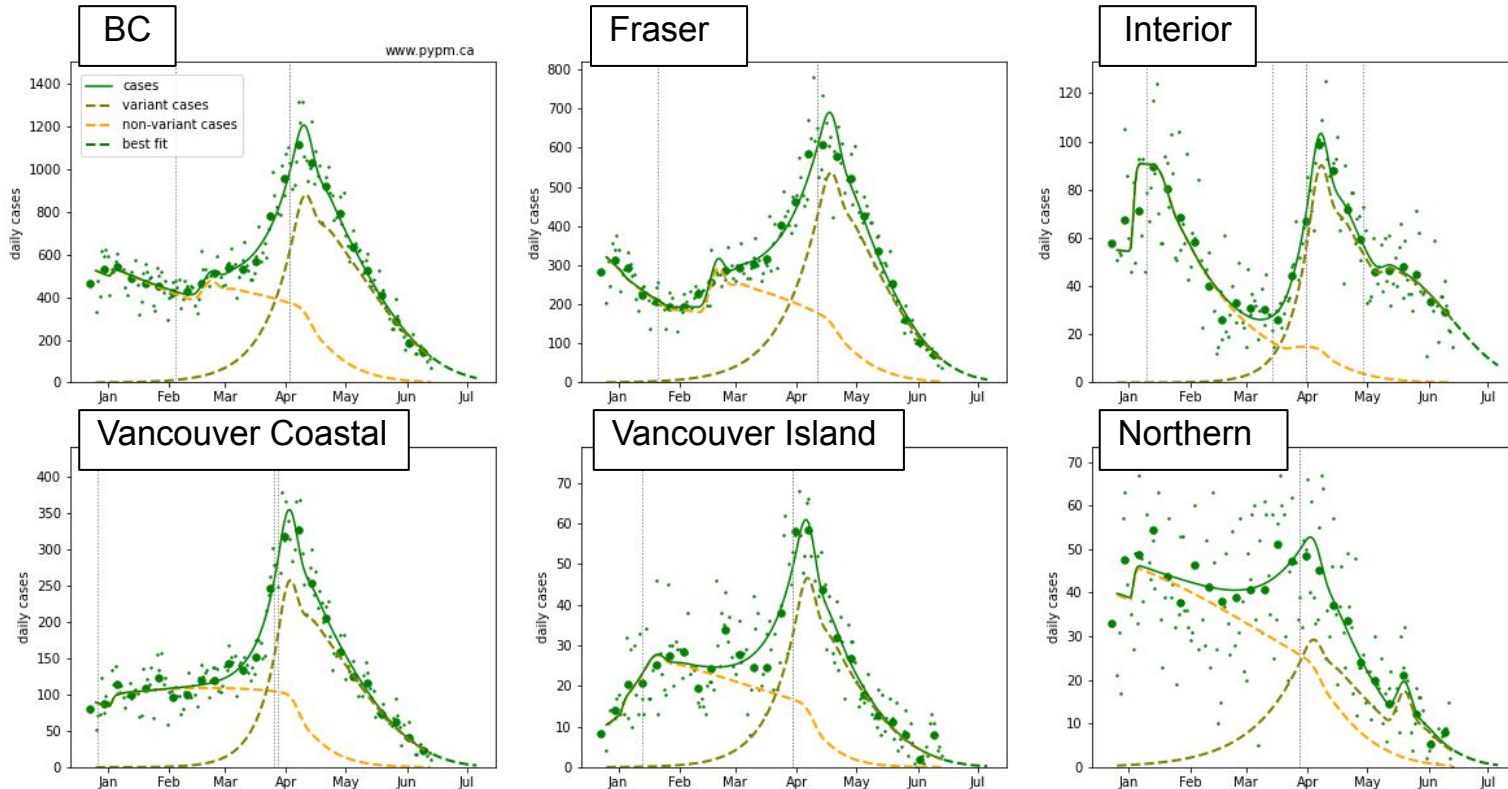 BC
www.pypm.ca
1400
1200
1000
800
600
400
200
0
daily cases
cases
variant cases
non-variant cases
best fit
Jan Feb Mar Apr May Jun Jul
Fraser
800
700
600
500
400
300
200
100
0
daily cases
Jan Feb Mar Apr May Jun Jul
Interior
120
100
80
60
40
20
0
daily cases
Jan Feb Mar Apr May Jun Jul
Vancouver Coastal
400
350
300
250
200
150
100
50
0
daily cases
Jan Feb Mar Apr May Jun Jul
Vancouver Island
70
60
50
40
30
20
10
0
daily cases
Jan Feb Mar Apr May Jun Jul
Northern
70
60
50
40
30
20
10
0
daily cases
Jan Feb Mar Apr May Jun Jul